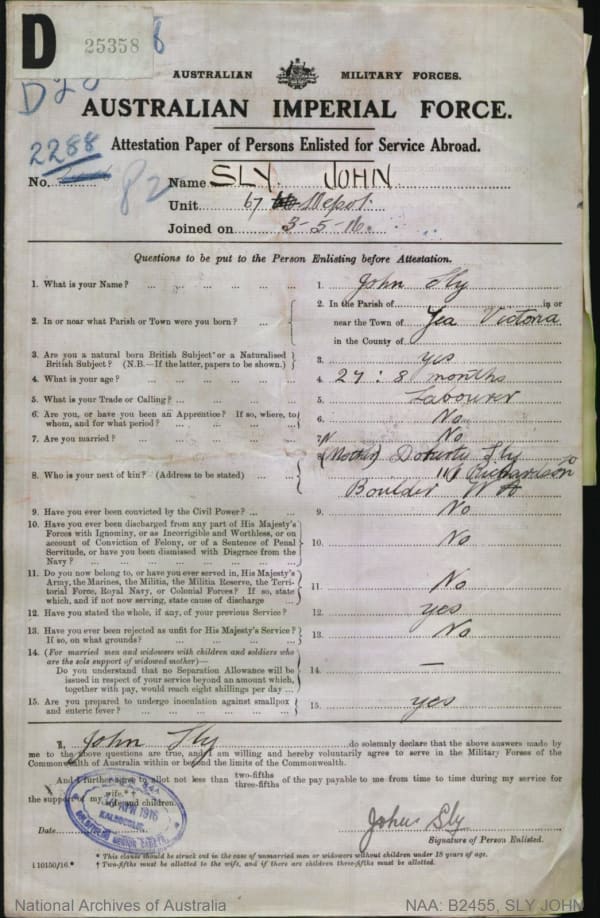 D
25358
AUSTRALIAN MILITARY FORCES.
AUSTRALIAN IMPERIAL FORCE.
2288
Attestation Paper of Persons Enlisted for Service Abroad.
82
No.
Name SLY. JOHN
Unit 67 Depot.
Joined on 3-5-16.
Questions to be put to the Person Enlisting before Attestation.
1. What is your Name? 1. John Sly
2. In or near what Parish or Town were you born? 2. In the Parish of in or
near the Town of Yea Victoria
in the County of
3. Are you a natural born British Subject or a Naturalised
British Subject? (N.B.—If the latter, papers to be shown.) 3. yes
4. What is your age? 4. 27 : 8 months
5. What is your Trade or Calling? 5. Labourer
6. Are you, or have you been an Apprentice? If so, where, to
whom, and for what period? 6. No
7. Are you married? 7. No
8. Who is your next of kin? (Address to be stated) 8. (Mother) Sly
Richardson
Boulder W A
9. Have you ever been convicted by the Civil Power? 9. No
10. Have you ever been discharged from any part of His Majesty's
Forces with Ignominy, or as Incorrigible and Worthless, or on
account of Conviction of Felony, or of a Sentence of Penal
Servitude, or have you been dismissed with Disgrace from the
Navy? 10. No
11. Do you now belong to, or have you ever served in, His Majesty's
Army, the Marines, the Militia, the Militia Reserve, the Terri-
torial Force, Royal Navy, or Colonial Forces? If so, state
which, and if not now serving, state cause of discharge 11. No
12. Have you stated the whole, if any, of your previous Service? 12. yes
13. Have you ever been rejected as unfit for His Majesty's Service?
If so, on what grounds? 13. No
14. (For married men and widowers with children and soldiers who
are the sole support of widowed mother)—
Do you understand that no Separation Allowance will be
issued in respect of your service beyond an amount which,
together with pay, would reach eight shillings per day 14. —
15. Are you prepared to undergo inoculation against smallpox
and enteric fever? 15. yes
I, John Sly do solemnly declare that the above answers made by
me to the above questions are true, and I am willing and hereby voluntarily agree to serve in the Military Forces of the
Commonwealth of Australia within or beyond the limits of the Commonwealth.
And I further agree to allot not less than two-fifths three-fifths of the pay payable to me from time to time during my service for
the support of my wife.* † wife and children.
APR 1916
KALGOORLIE
Date
John Sly
Signature of Person Enlisted.
* This clause should be struck out in the case of unmarried men or widowers without children under 18 years of age.
110150/16.* † Two-fifths must be allotted to the wife, and if there are children three-fifths must be allotted.
National Archives of Australia NAA: B2455, SLY JOHN